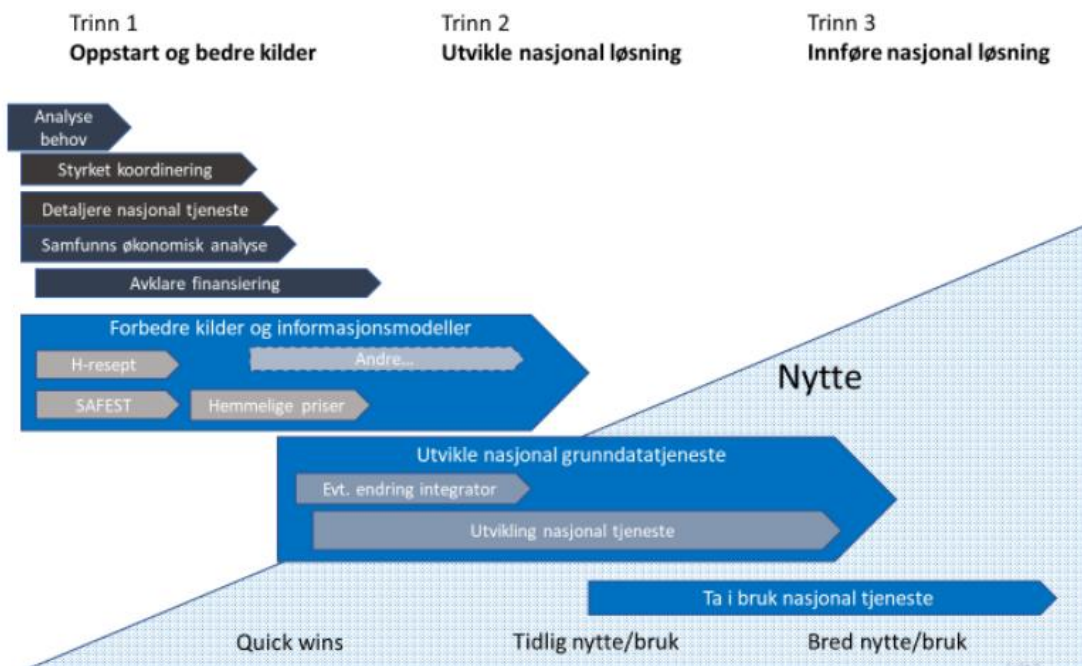 Trinn 1
Oppstart og bedre kilder
Trinn 2
Utvikle nasjonal løsning
Trinn 3
Innføre nasjonal løsning
Analyse
behov
Styrket koordinering
Detaljere nasjonal tjeneste
Samfunns økonomisk analyse
Avklare finansiering
Forbedre kilder og informasjonsmodeller
H-resept
Andre...
SAFEST
Hemmelige priser
Nytte
Utvikle nasjonal grunndatatjeneste
Evt. endring integrator
Utvikling nasjonal tjeneste
Ta i bruk nasjonal tjeneste
Quick wins
Tidlig nytte/bruk
Bred nytte/bruk